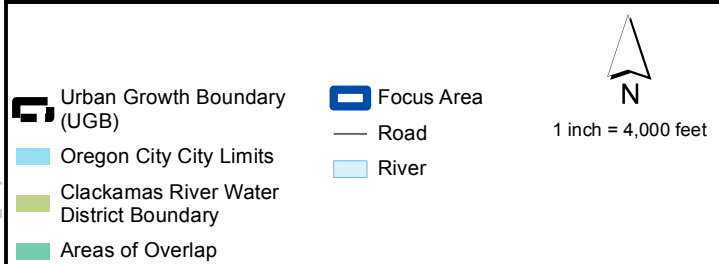 Urban Growth Boundary
(UGB)
Oregon City City Limits
Clackamas River Water
District Boundary
Areas of Overlap
Focus Area
Road
River
N
1 inch = 4,000 feet